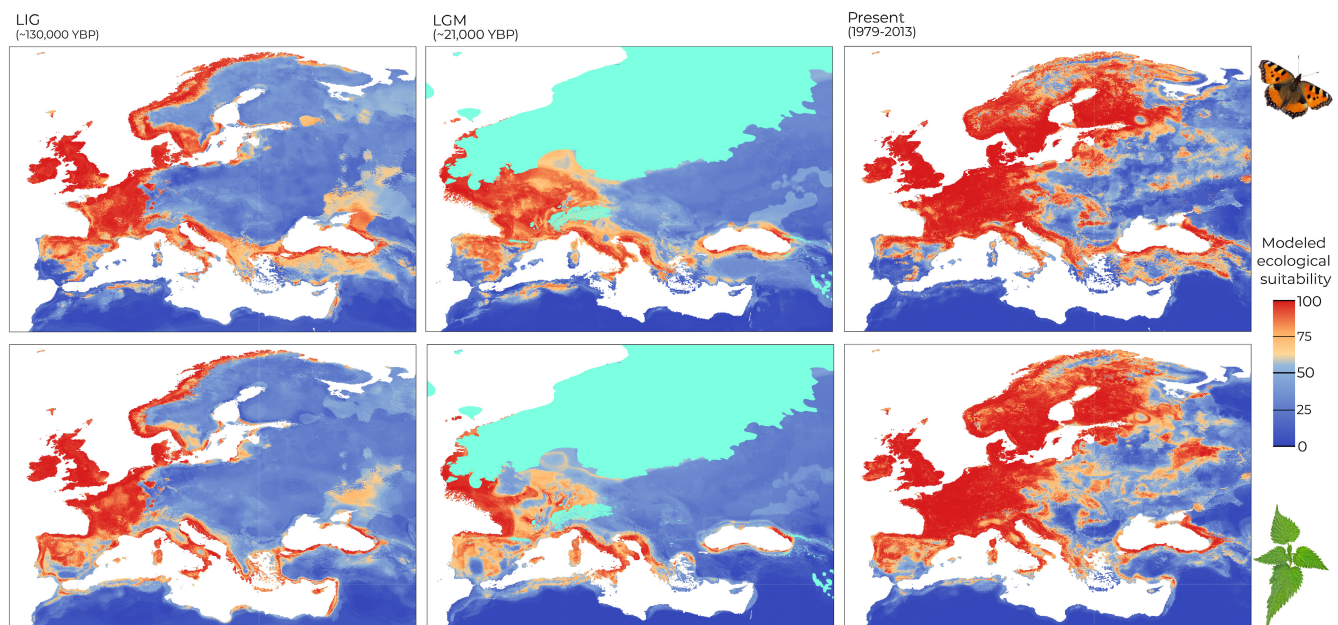 LIG
(~130,000 YBP)
LGM
(~21,000 YBP)
Present
(1979-2013)
Modeled
ecological
suitability
100
75
50
25
0